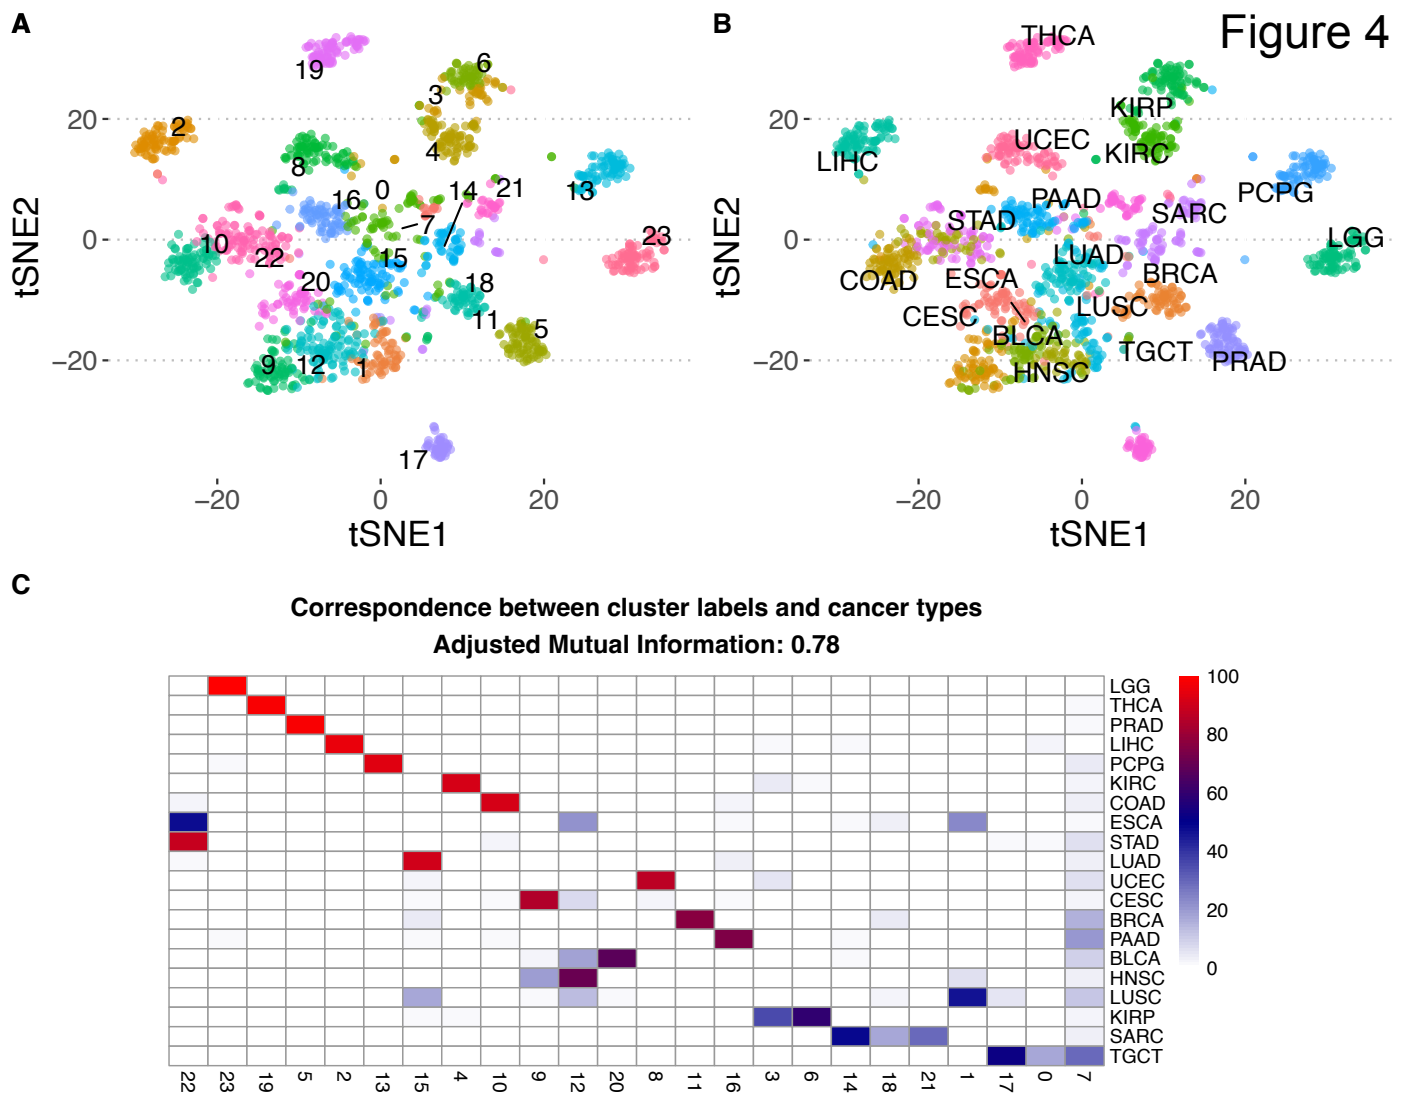 A
B
Figure 4
19
6
3
2
4
8
0
14
21
13
16
7
10
22
15
23
20
18
11
5
9
12
1
17
20
0
−20
−20
0
20
tSNE1
tSNE2
THCA
KIRP
UCEC
KIRC
LIHC
PCPG
PAAD
STAD
SARC
LGG
LUAD
COAD
ESCA
BRCA
CESC
LUSC
BLCA
TGCT
PRAD
HNSC
20
0
−20
−20
0
20
tSNE1
tSNE2
C
Correspondence between cluster labels and cancer types
Adjusted Mutual Information: 0.78
LGG
THCA
PRAD
LIHC
PCPG
KIRC
COAD
ESCA
STAD
LUAD
UCEC
CESC
BRCA
PAAD
BLCA
HNSC
LUSC
KIRP
SARC
TGCT
100
80
60
40
20
0
22 23 19 5 2 13 15 4 10 9 12 20 8 11 16 3 6 14 18 21 1 17 0 7